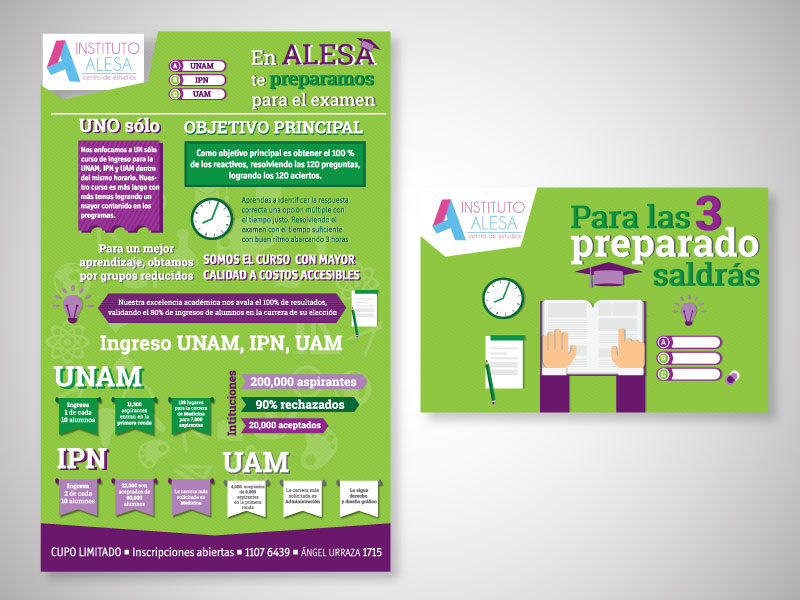 INSTITUTO
ALESA
centro de estudios
A UNAM
B IPN
C UAM
En ALESA
te preparamos
para el examen
UNO sólo
Nos enfocamos a UN sólo
curso de ingreso para la
UNAM, IPN y UAM dentro
del mismo horario. Nues-
tro curso es más largo con
más temas logrando un
mayor contenido en los
programas.
OBJETIVO PRINCIPAL
Como objetivo principal es obtener el 100 %
de los reactivos, resolviendo las 120 preguntas,
logrando los 120 aciertos.
Aprendes a identificar la respuesta
correcta una opción múltiple con
el tiempo justo. Resolviendo el
examen con el tiempo suficiente
con buen ritmo abarcando 3 horas
Para un mejor
aprendizaje, obtamos
por grupos reducidos
SOMOS EL CURSO CON MAYOR
CALIDAD A COSTOS ACCESIBLES
Nuestra excelencia académica nos avala el 100% de resultados,
validando el 80% de ingresos de alumnos en la carrera de su elección
Ingreso UNAM, IPN, UAM
UNAM
Ingresa
1 de cada
10 alumnos
11,200
aspirantes
entran en la
primera ronda
128 lugares
para la carrera
de Medicina
para 7,000
aspirantes
Intituciones
200,000 aspirantes
90% rechazados
20,000 aceptados
IPN
Ingresa
2 de cada
10 alumnos
22,000 son
aceptados de
90,000
alumnos
La carrera más
solicitada es
Medicina
UAM
aceptados
aspirantes
en la primera
ronda
La carrera más
solicitada es
Administración
Le sigue
derecho
y diseño gráfico
CUPO LIMITADO ■ Inscripciones abiertas ■ 1107 6439 ■ ÁNGEL URRAZA 1715
INSTITUTO
ALESA
centro de estudios
Para las 3
preparado
saldrás
A
B
C